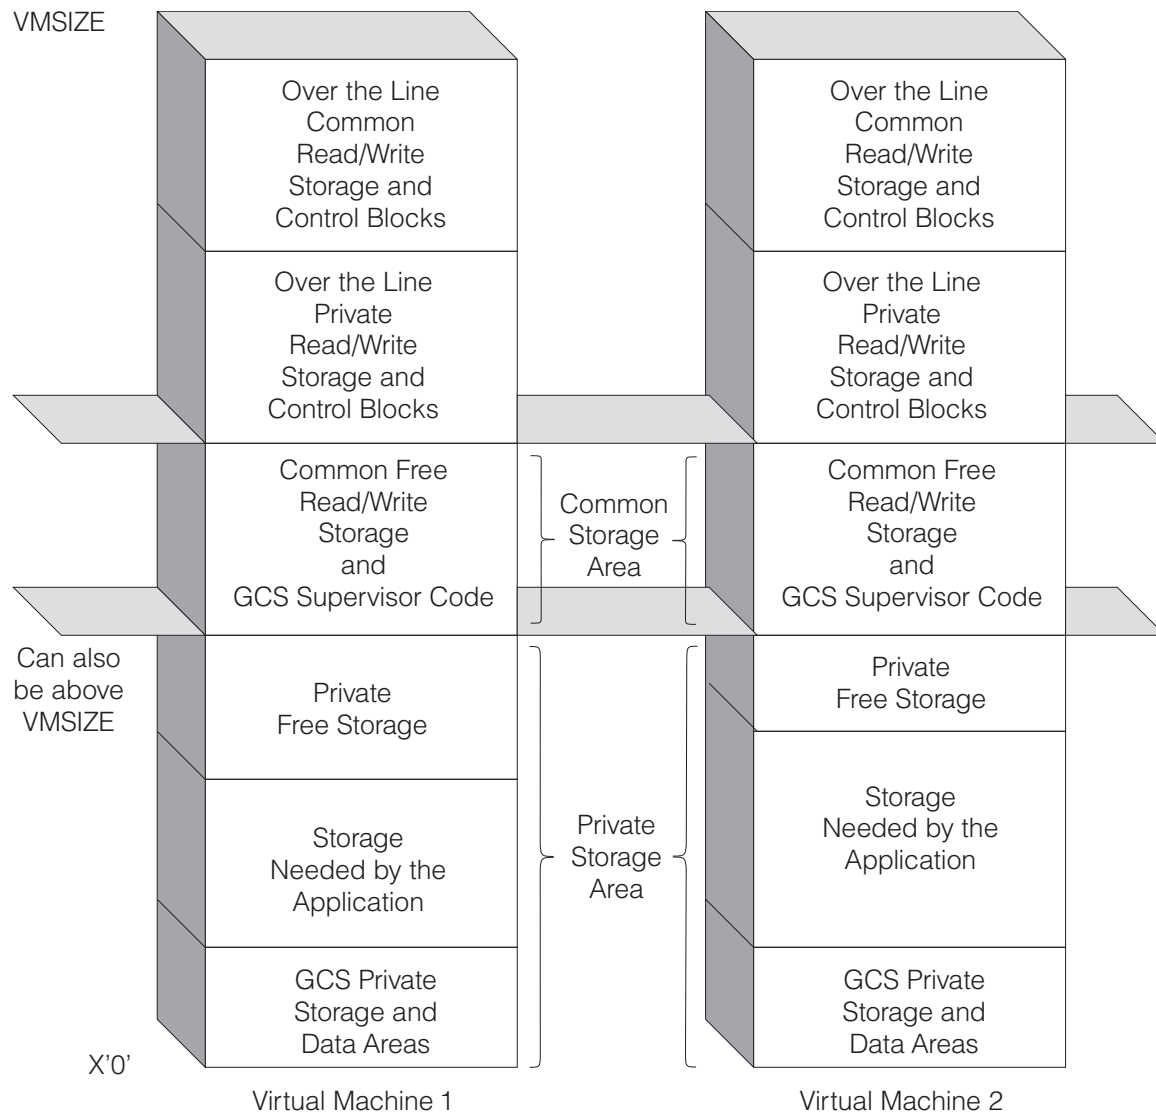 VMSIZE
Over the Line
Common
Read/Write
Storage and
Control Blocks
Over the Line
Common
Read/Write
Storage and
Control Blocks
Over the Line
Private
Read/Write
Storage and
Control Blocks
Over the Line
Private
Read/Write
Storage and
Control Blocks
Common Free
Read/Write
Storage
and
GCS Supervisor Code
Common
Storage
Area
Common Free
Read/Write
Storage
and
GCS Supervisor Code
Can also
be above
VMSIZE
Private
Free Storage
Private
Free Storage
Storage
Needed by the
Application
Private
Storage
Area
Storage
Needed by the
Application
GCS Private
Storage and
Data Areas
GCS Private
Storage and
Data Areas
X'0'
Virtual Machine 1
Virtual Machine 2